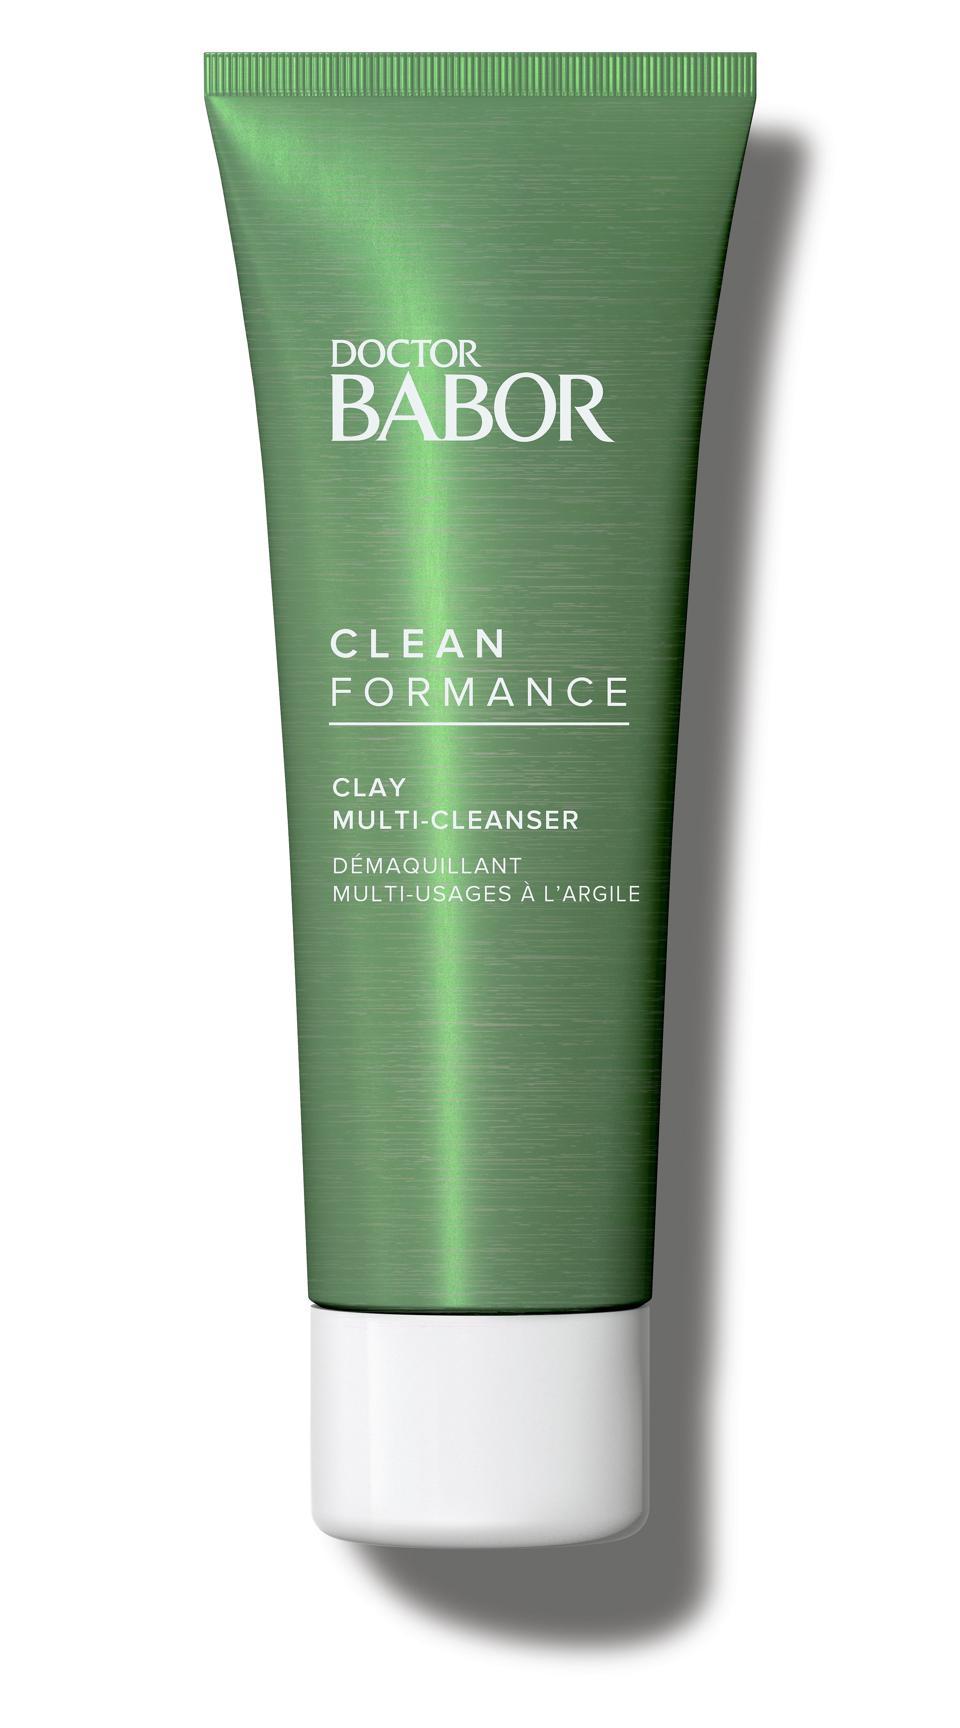 DOCTOR
BABOR
CLEAN
FORMANCE
CLAY
MULTI-CLEANSER
DÉMAQUILLANT
MULTI-USAGES À L’ARGILE